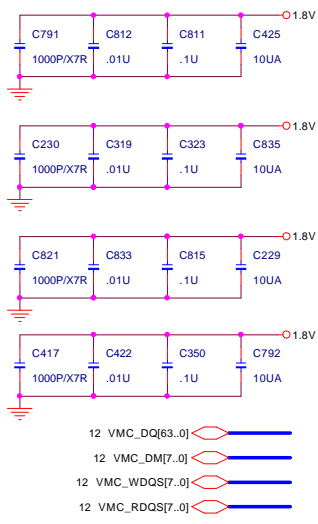 1.8V
C791 C812 C811 C425
1000P/X7R .01U .1U 10UA
1.8V
C230 C319 C323 C835
1000P/X7R .01U .1U 10UA
1.8V
C821 C833 C815 C229
1000P/X7R .01U .1U 10UA
1.8V
C417 C422 C350 C792
1000P/X7R .01U .1U 10UA
12 VMC_DQ[63..0]
12 VMC_DM[7..0]
12 VMC_WDQS[7..0]
12 VMC_RDQS[7..0]